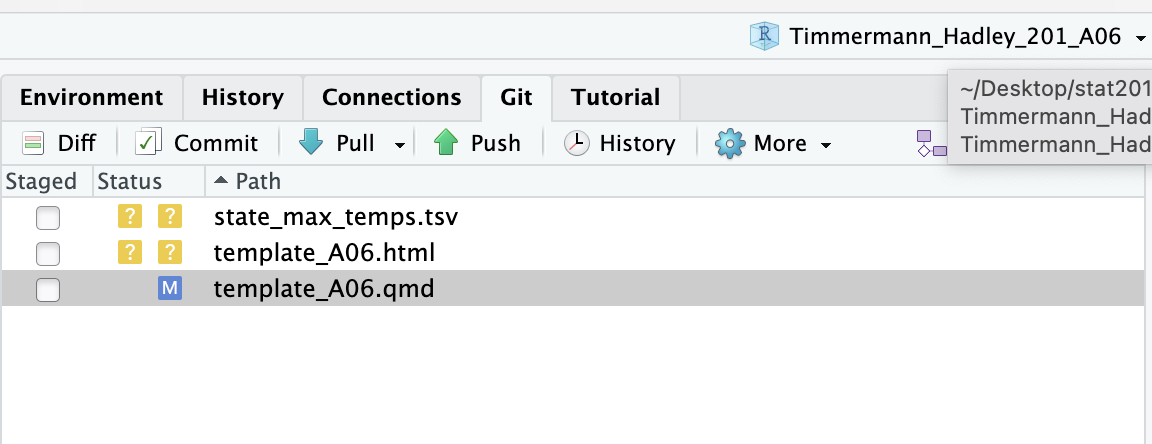 Timmermann_Hadley_201_A06
~/Desktop/stat201
Environment History Connections Git Tutorial
Timmermann_Had
Diff Commit Pull Push History More
Timmermann_Had
Staged Status Path
? ? state_max_temps.tsv
? ? template_A06.html
M template_A06.qmd